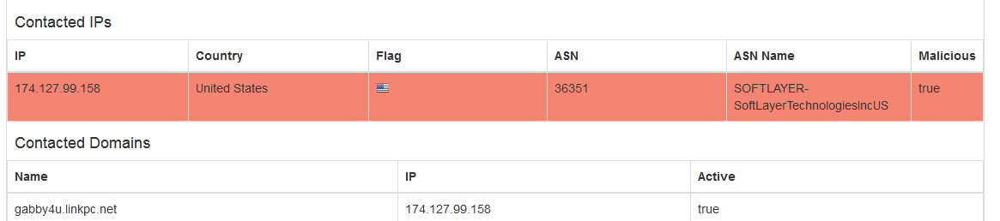 Contacted IPs
IP Country Flag ASN ASN Name Malicious
174.127.99.158 United States 36351 SOFTLAYER- true
SoftLayerTechnologiesIncUS
Contacted Domains
Name IP Active
gabby4u.linkpc.net 174.127.99.158 true